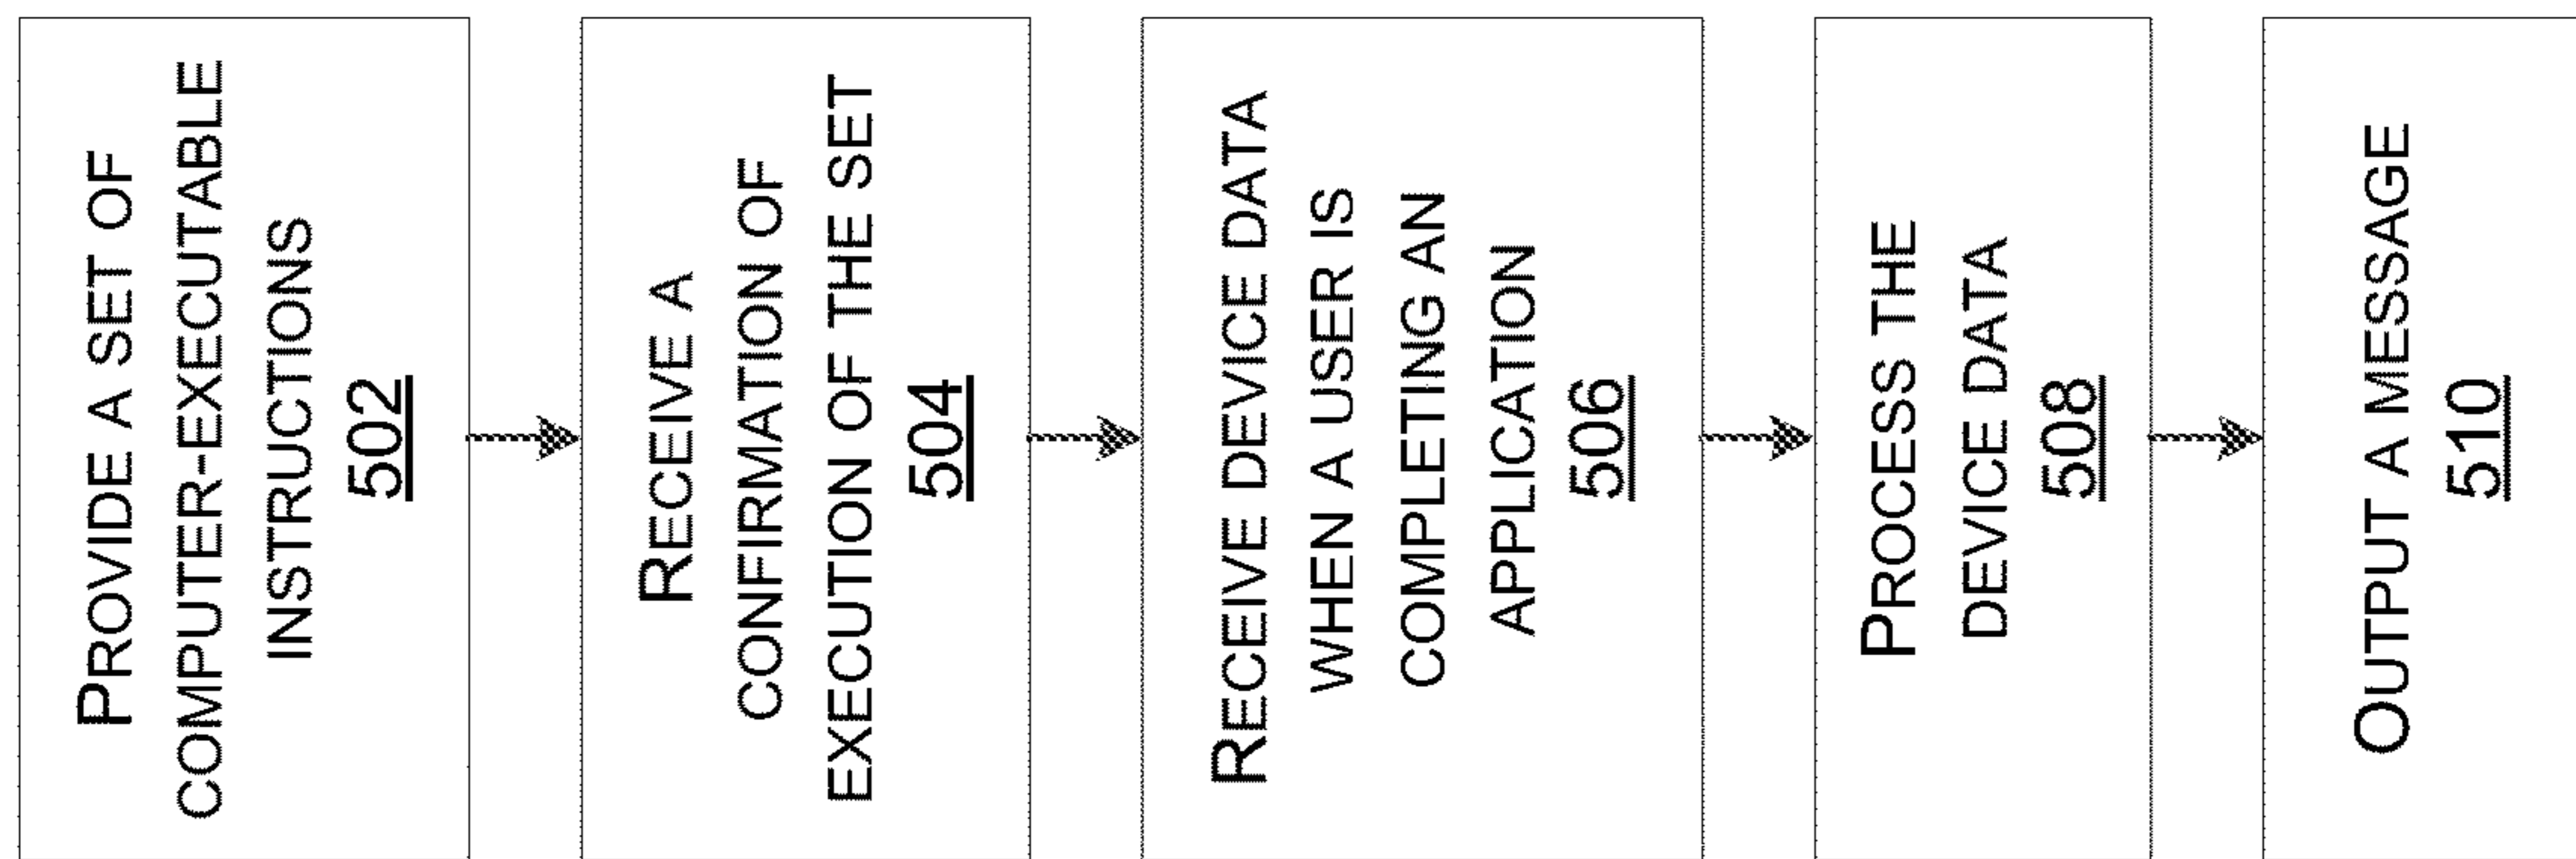 PROVIDE A SET OF
COMPUTER-EXECUTABLE
INSTRUCTIONS
502
RECEIVE A
CONFIRMATION OF
EXECUTION OF THE SET
504
RECEIVE DEVICE DATA
WHEN A USER IS
COMPLETING AN
APPLICATION
506
PROCESS THE
DEVICE DATA
508
OUTPUT A MESSAGE
510